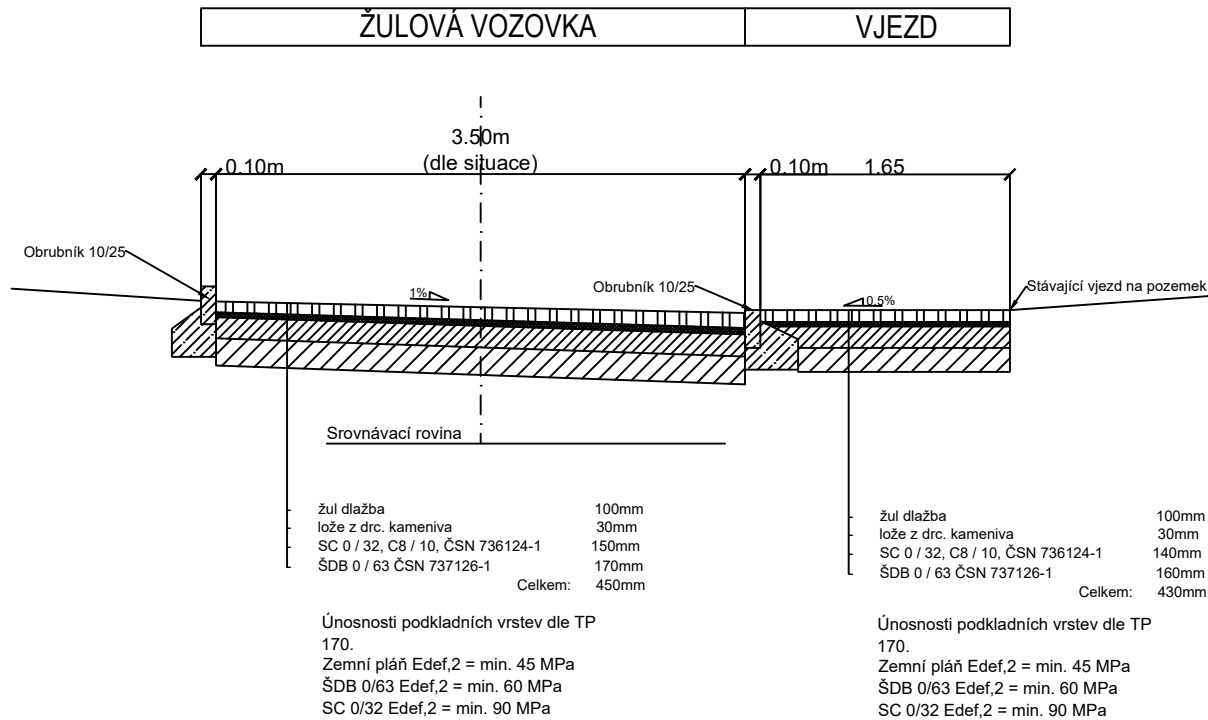 ŽULOVÁ VOZOVKA VJEZD
3.50m
(dle situace)
0.10m
0.10m 1.65
Obrubník 10/25
Obrubník 10/25
Stávající vjezd na pozemek
1%
0.5%
Srovnávací rovina
žul dlažba 100mm
lože z drc. kameniva 30mm
SC 0 / 32, C8 / 10, ČSN 736124-1 150mm
ŠDB 0 / 63 ČSN 737126-1 170mm
Celkem: 450mm
Únosnosti podkladních vrstev dle TP
170.
Zemní pláň Edef,2 = min. 45 MPa
ŠDB 0/63 Edef,2 = min. 60 MPa
SC 0/32 Edef,2 = min. 90 MPa
žul dlažba 100mm
lože z drc. kameniva 30mm
SC 0 / 32, C8 / 10, ČSN 736124-1 140mm
ŠDB 0 / 63 ČSN 737126-1 160mm
Celkem: 430mm
Únosnosti podkladních vrstev dle TP
170.
Zemní pláň Edef,2 = min. 45 MPa
ŠDB 0/63 Edef,2 = min. 60 MPa
SC 0/32 Edef,2 = min. 90 MPa